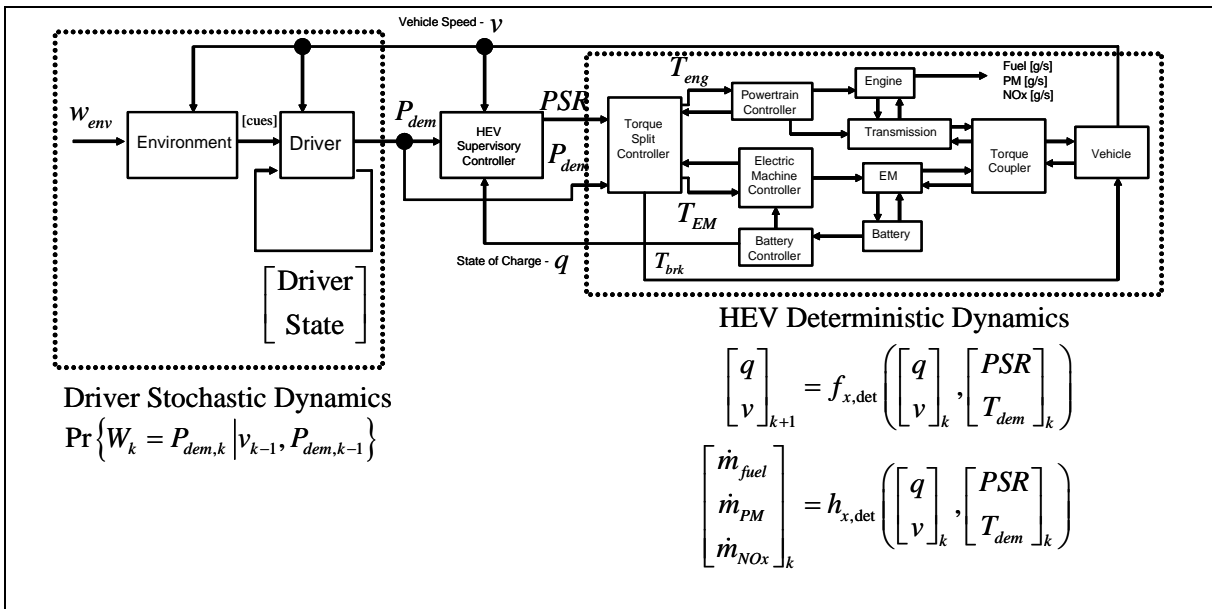 Vehicle Speed - v
w_env
Environment
[cues]
Driver
P_dem
HEV
Supervisory
Controller
PSR
P_dem
Torque
Split
Controller
T_eng
Powertrain
Controller
Engine
Fuel [g/s]
PM [g/s]
NOx [g/s]
Transmission
Electric
Machine
Controller
EM
Torque
Coupler
Vehicle
T_EM
Battery
Controller
Battery
State of Charge - q
T_brk
[Driver
State]
Driver Stochastic Dynamics
Pr{W_k = P_{dem,k} | v_{k-1}, P_{dem,k-1}}
HEV Deterministic Dynamics
[q v]_{k+1} = f_{x,det}([q v]_k, [PSR T_dem]_k)
[ṁ_fuel ṁ_PM ṁ_NOx]_k = h_{x,det}([q v]_k, [PSR T_dem]_k)